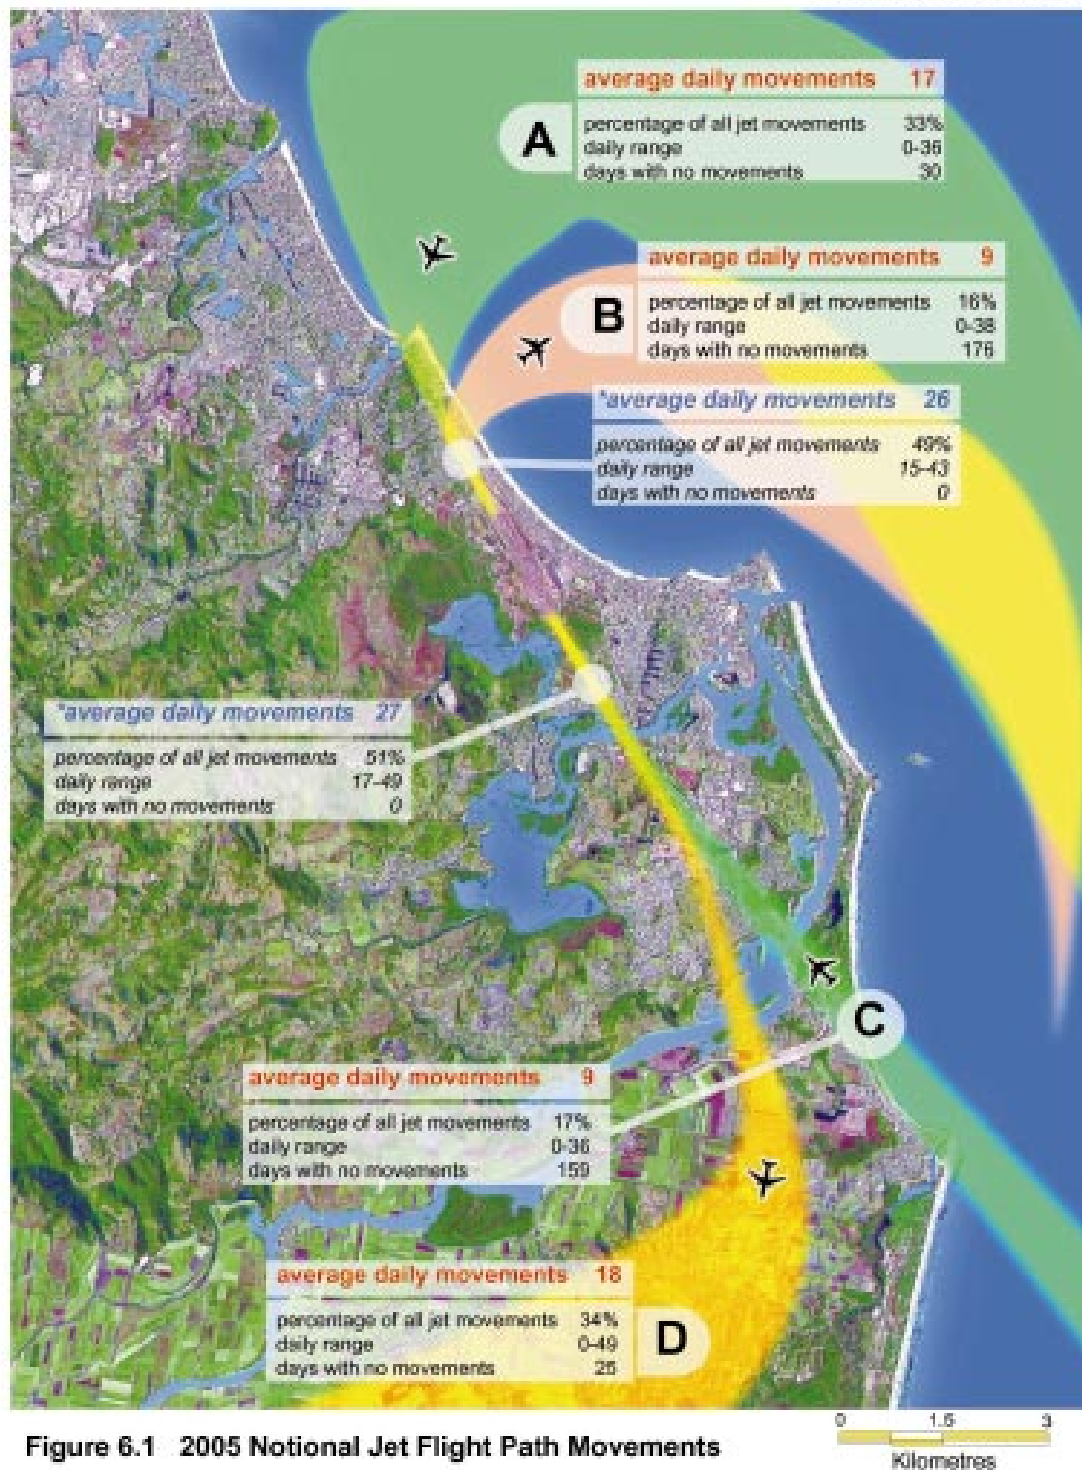 average daily movements 17
A
percentage of all jet movements 33%
daily range 0-36
days with no movements 30
average daily movements 9
B
percentage of all jet movements 16%
daily range 0-38
days with no movements 176
*average daily movements 26
percentage of all jet movements 49%
daily range 15-43
days with no movements 0
*average daily movements 27
percentage of all jet movements 51%
daily range 17-49
days with no movements 0
C
average daily movements 9
percentage of all jet movements 17%
daily range 0-36
days with no movements 159
average daily movements 18
percentage of all jet movements 34%
daily range 0-49
days with no movements 25
D
0 1.5 3
Kilometres
Figure 6.1 2005 Notional Jet Flight Path Movements